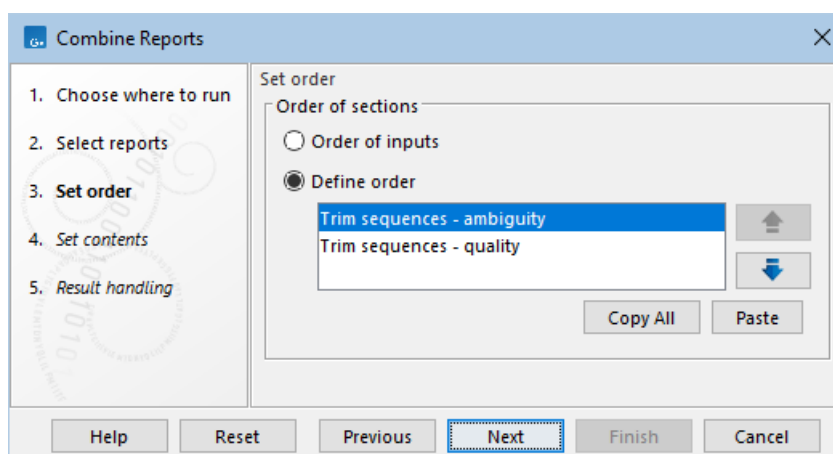 G.
Combine Reports
1. Choose where to run
2. Select reports
3. Set order
4. Set contents
5. Result handling
Set order
Order of sections
Order of inputs
Define order
Trim sequences - ambiguity
Trim sequences - quality
Copy All
Paste
Help
Reset
Previous
Next
Finish
Cancel